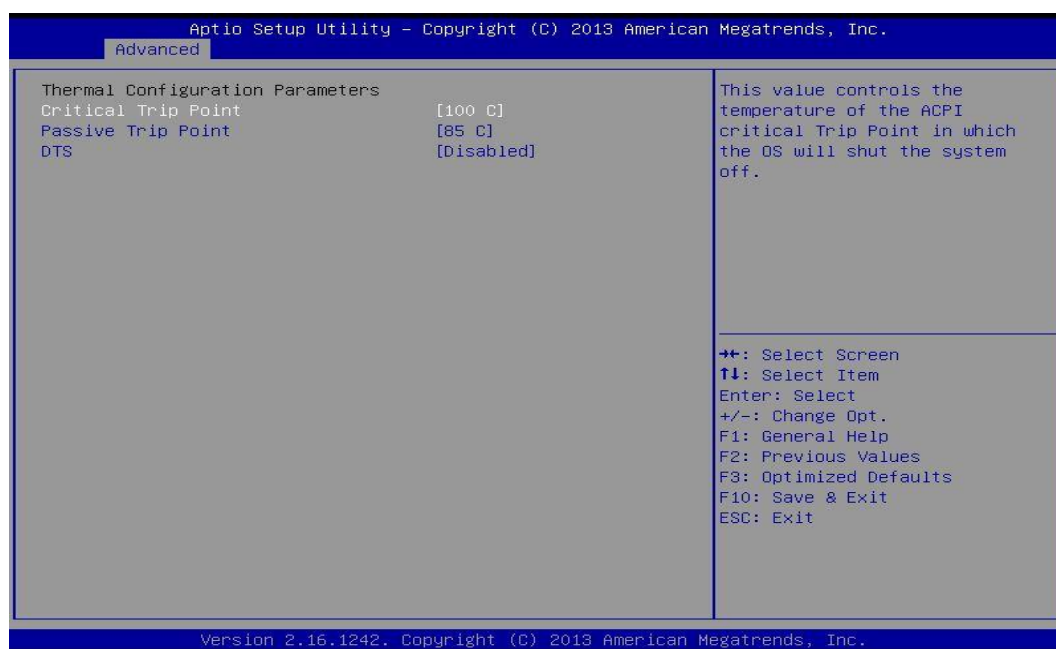 Aptio Setup Utility – Copyright (C) 2013 American Megatrends, Inc.
Advanced
Thermal Configuration Parameters
Critical Trip Point [100 C]
Passive Trip Point [85 C]
DTS [Disabled]
This value controls the
temperature of the ACPI
critical Trip Point in which
the OS will shut the system
off.
→←: Select Screen
↑↓: Select Item
Enter: Select
+/-: Change Opt.
F1: General Help
F2: Previous Values
F3: Optimized Defaults
F10: Save & Exit
ESC: Exit
Version 2.16.1242. Copyright (C) 2013 American Megatrends, Inc.